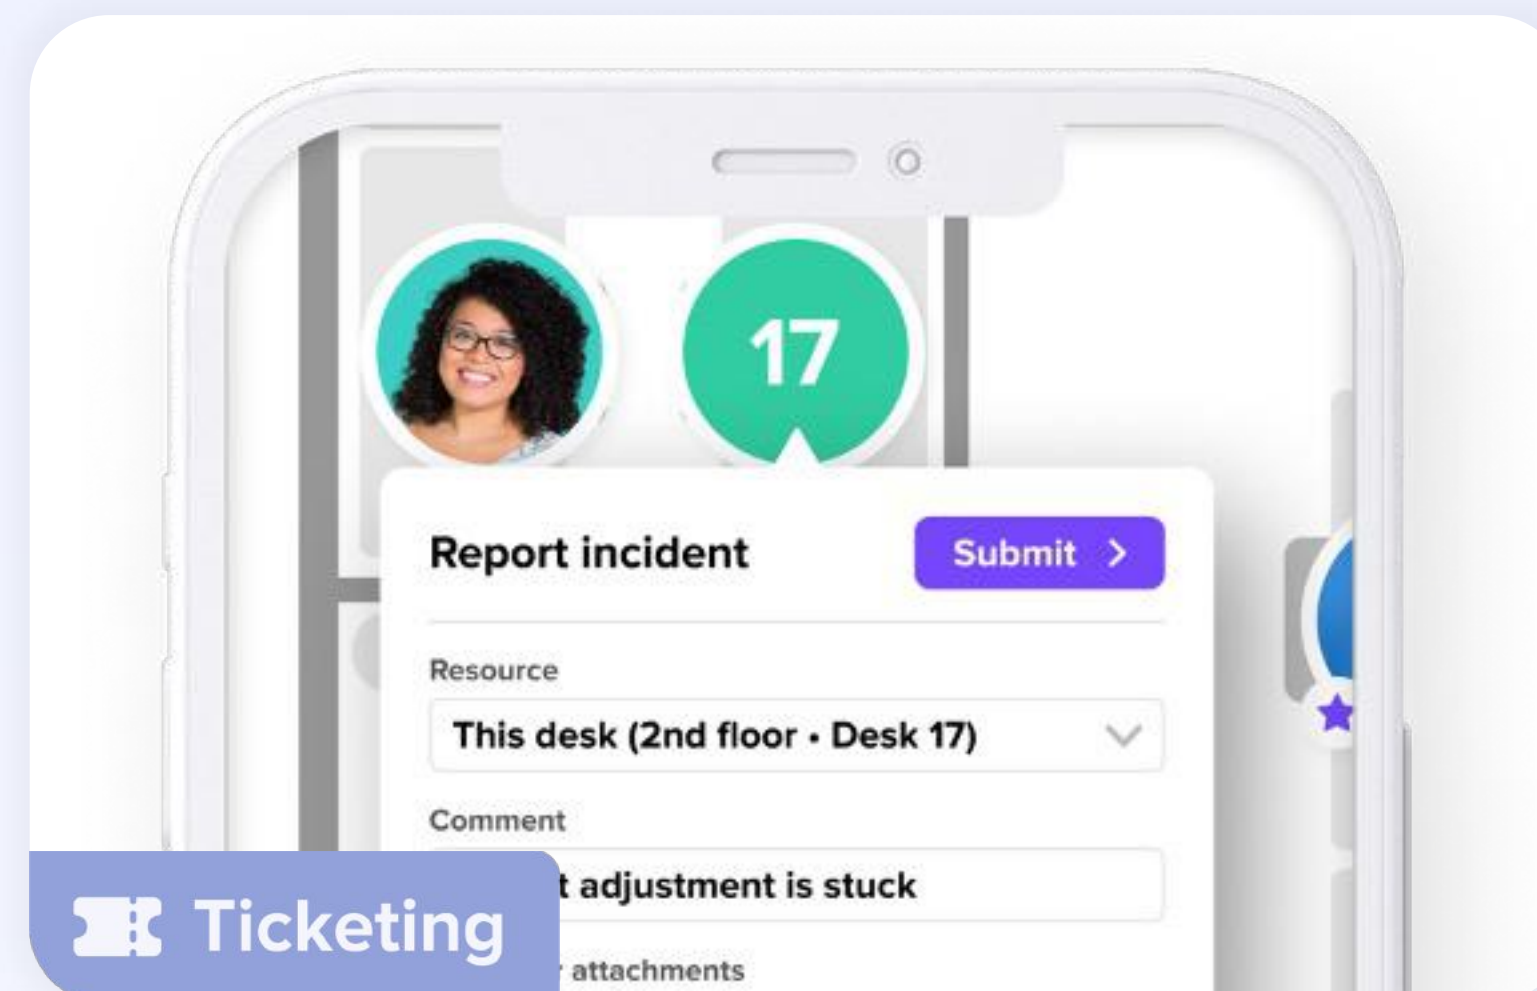 17
Report incident
Submit
Resource
This desk (2nd floor • Desk 17)
Comment
adjustment is stuck
attachments
Ticketing